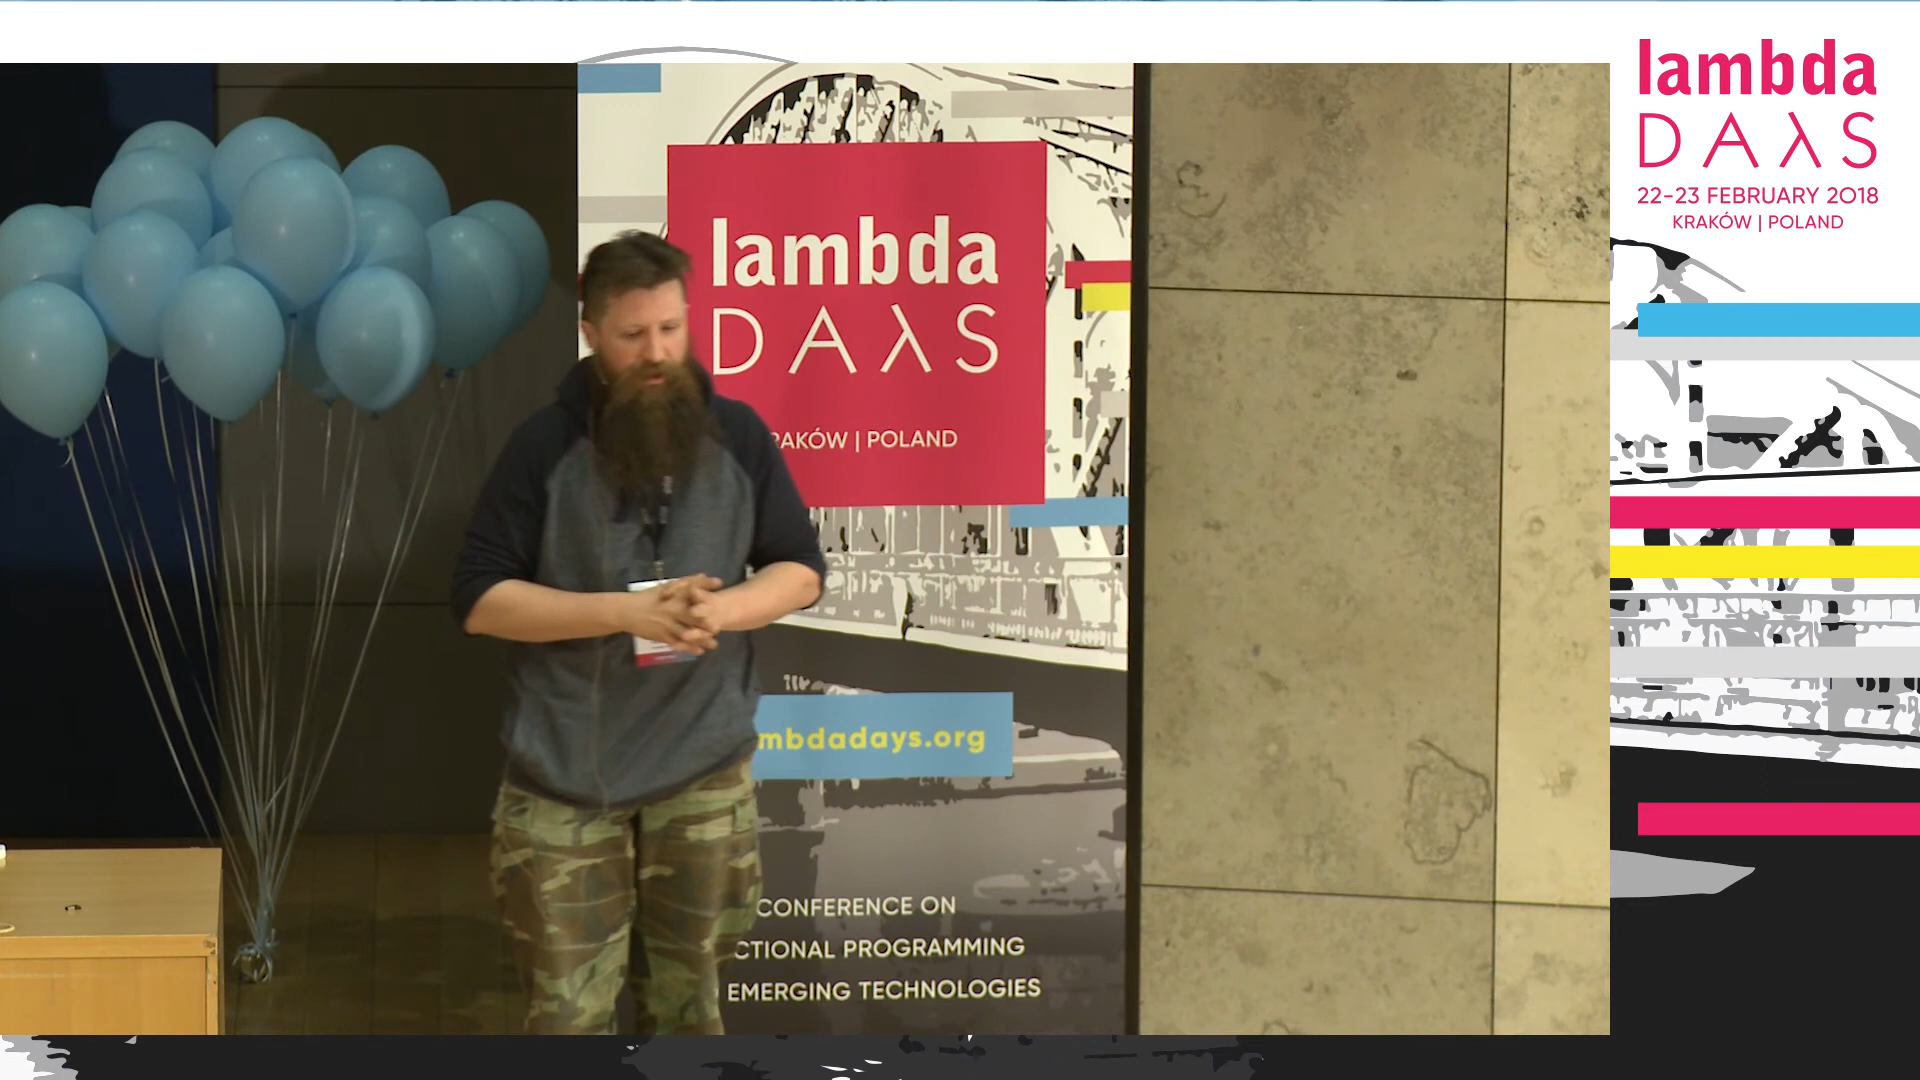 lambda
DAλS
RAKÓW | POLAND
mbdadays.org
CONFERENCE ON
CTIONAL PROGRAMMING
EMERGING TECHNOLOGIES
lambda
DAλS
22-23 FEBRUARY 2018
KRAKÓW | POLAND